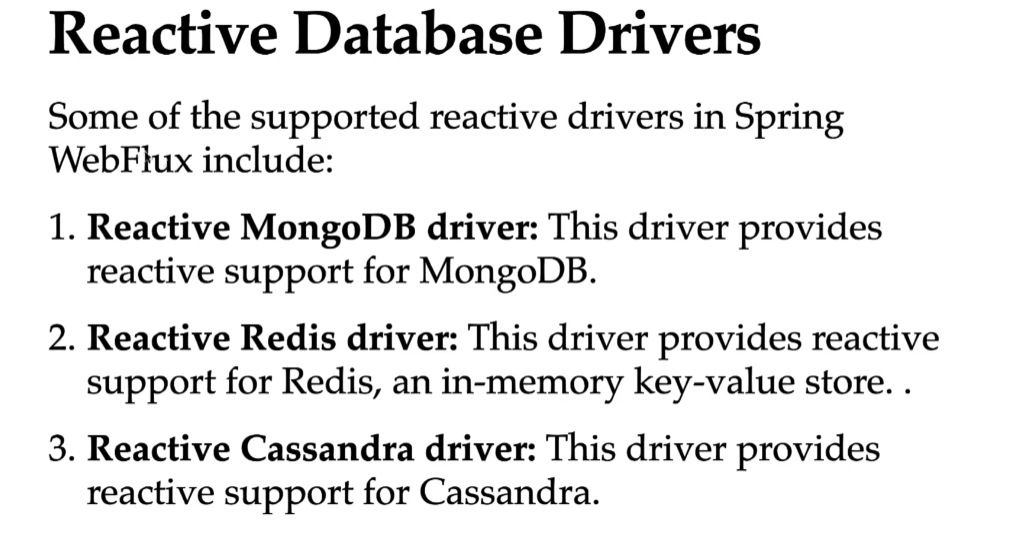 Reactive Database Drivers
Some of the supported reactive drivers in Spring
WebFlux include:
1. Reactive MongoDB driver: This driver provides
reactive support for MongoDB.
2. Reactive Redis driver: This driver provides reactive
support for Redis, an in-memory key-value store. .
3. Reactive Cassandra driver: This driver provides
reactive support for Cassandra.